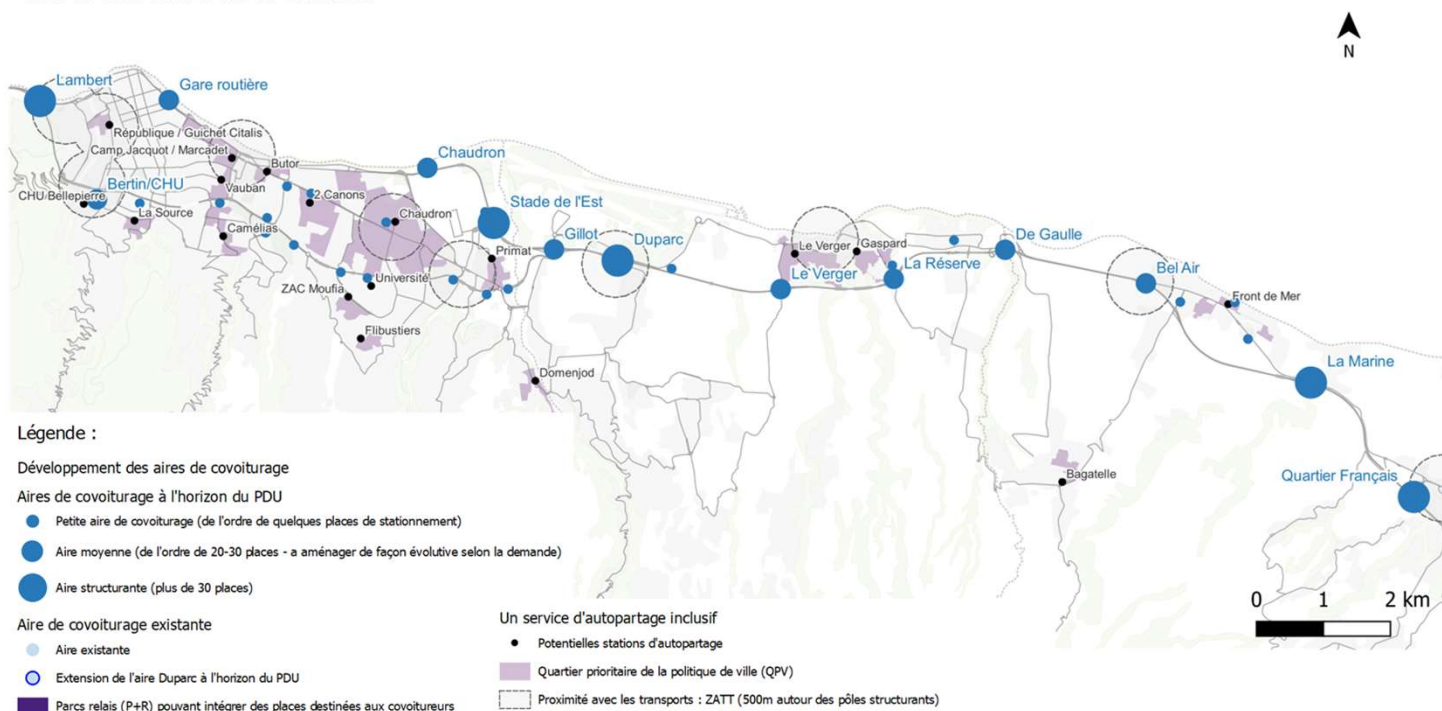 N
Lambert
Gare routière
République / Guichet Citalis
Camp Jacquot / Marcadet
Butor
Chaudron
Bertin/CHU
Vauban
CHU Bellepierre
2 Canons
La Source
Chaudron
Stade de l'Est
Camélias
Gillot
Duparc
Primat
Le Verger
Gaspard
De Gaulle
Université
ZAC Moufia
Le Verger
La Réserve
Bel Air
Front de Mer
Flibustiers
Domenjod
La Marine
Bagatelle
Quartier Français
Légende :
Développement des aires de covoiturage
Aires de covoiturage à l'horizon du PDU
Petite aire de covoiturage (de l'ordre de quelques places de stationnement)
Aire moyenne (de l'ordre de 20-30 places - a aménager de façon évolutive selon la demande)
Aire structurante (plus de 30 places)
Aire de covoiturage existante
Aire existante
Extension de l'aire Duparc à l'horizon du PDU
Parcs relais (P+R) pouvant intégrer des places destinées aux covoitureurs
Un service d'autopartage inclusif
Potentielles stations d'autopartage
Quartier prioritaire de la politique de ville (QPV)
Proximité avec les transports : ZATT (500m autour des pôles structurants)
0 1 2 km